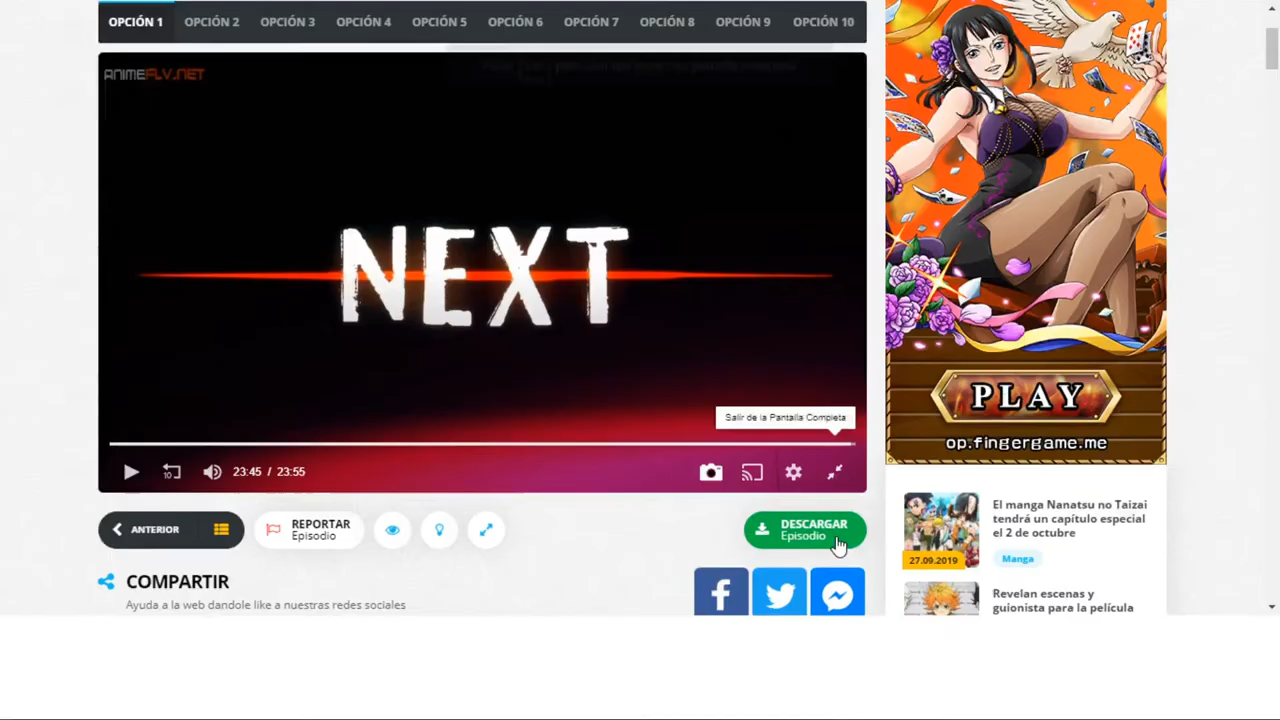 OPCIÓN 1 OPCIÓN 2 OPCIÓN 3 OPCIÓN 4 OPCIÓN 5 OPCIÓN 6 OPCIÓN 7 OPCIÓN 8 OPCIÓN 9 OPCIÓN 10
ANIMEFLV.NET
NEXT
Salir de la Pantalla Completa
10 23:45 / 23:55
ANTERIOR
REPORTAR
Episodio
DESCARGAR
Episodio
COMPARTIR
Ayuda a la web dandole like a nuestras redes sociales
PLAY
op.fingergame.me
El manga Nanatsu no Taizai
tendrá un capítulo especial
el 2 de octubre
27.09.2019
Manga
Revelan escenas y
guionista para la película